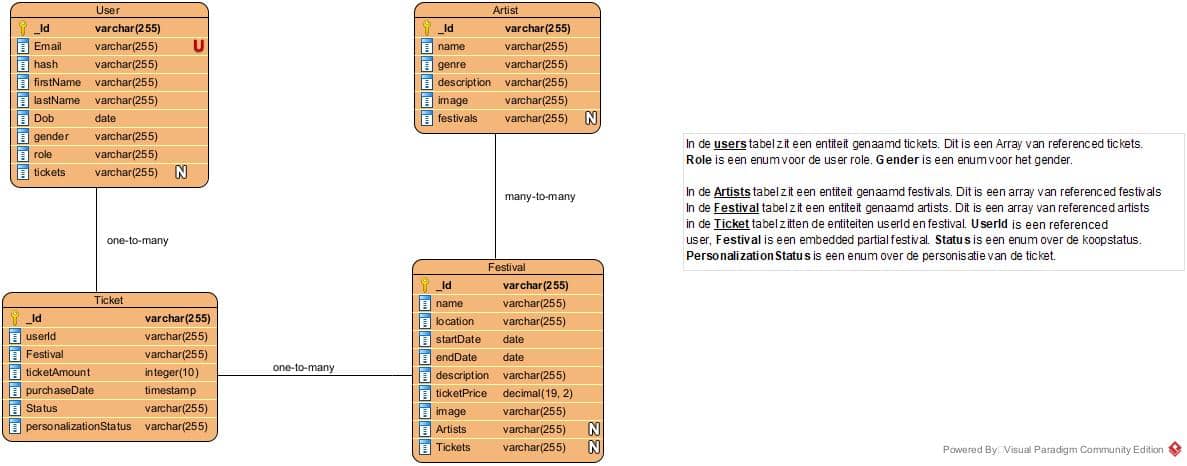 User
_Id varchar(255)
Email varchar(255) U
hash varchar(255)
firstName varchar(255)
lastName varchar(255)
Dob date
gender varchar(255)
role varchar(255)
tickets varchar(255) N
Artist
_Id varchar(255)
name varchar(255)
genre varchar(255)
description varchar(255)
image varchar(255)
festivals varchar(255) N
one-to-many
many-to-many
Ticket
_Id varchar(255)
userId varchar(255)
Festival varchar(255)
ticketAmount integer(10)
purchaseDate timestamp
Status varchar(255)
personalizationStatus varchar(255)
one-to-many
Festival
_Id varchar(255)
name varchar(255)
location varchar(255)
startDate date
endDate date
description varchar(255)
ticketPrice decimal(19, 2)
image varchar(255)
Artists varchar(255) N
Tickets varchar(255) N
In de users tabel zit een entiteit genaamd tickets. Dit is een Array van referenced tickets.
Role is een enum voor de user role. Gender is een enum voor het gender.
In de Artists tabel zit een entiteit genaamd festivals. Dit is een array van referenced festivals
In de Festival tabel zit een entiteit genaamd artists. Dit is een array van referenced artists
in de Ticket tabel zitten de entiteiten userId en festival. UserId is een referenced
user, Festival is een embedded partial festival. Status is een enum over de koopstatus.
PersonalizationStatus is een enum over de personisatie van de ticket.
Powered By Visual Paradigm Community Edition